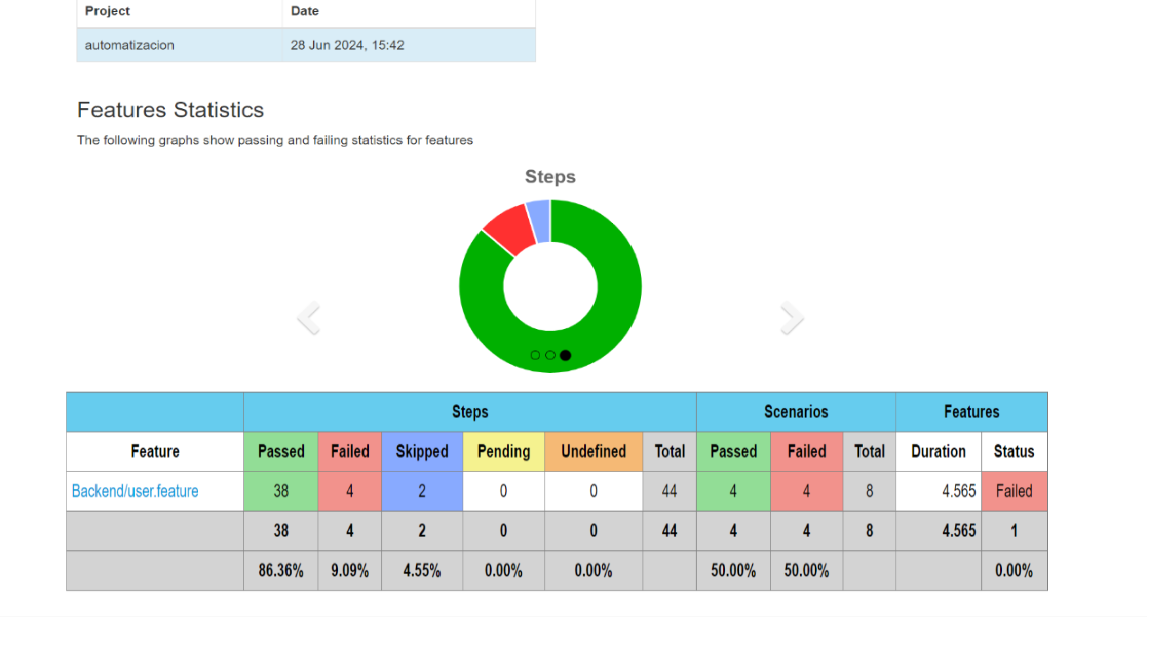 Project Date
automatizacion 28 Jun 2024, 15:42
Features Statistics
The following graphs show passing and failing statistics for features
Steps
Steps Scenarios Features
Feature Passed Failed Skipped Pending Undefined Total Passed Failed Total Duration Status
Backend/user.feature 38 4 2 0 0 44 4 4 8 4.565 Failed
38 4 2 0 0 44 4 4 8 4.565 1
86.36% 9.09% 4.55% 0.00% 0.00% 50.00% 50.00% 0.00%